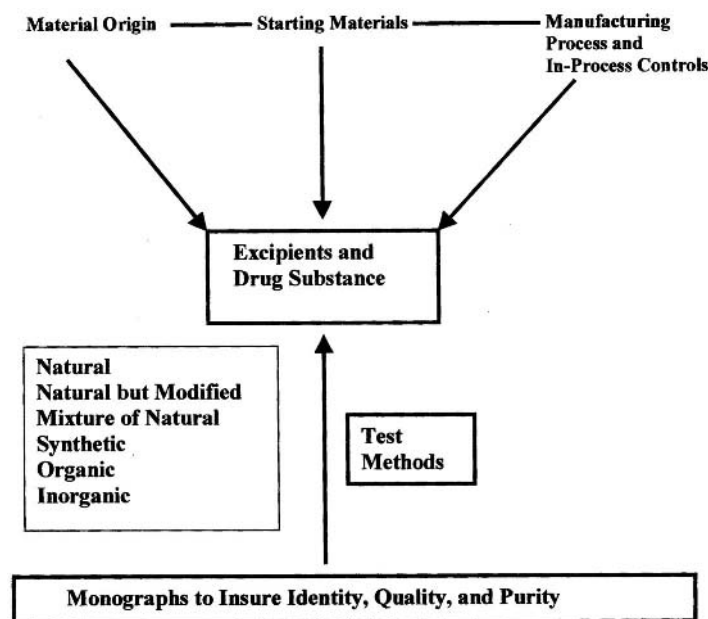 Material Origin
Starting Materials
Manufacturing
Process and
In-Process Controls
Excipients and
Drug Substance
Natural
Natural but Modified
Mixture of Natural
Synthetic
Organic
Inorganic
Test
Methods
Monographs to Insure Identity, Quality, and Purity